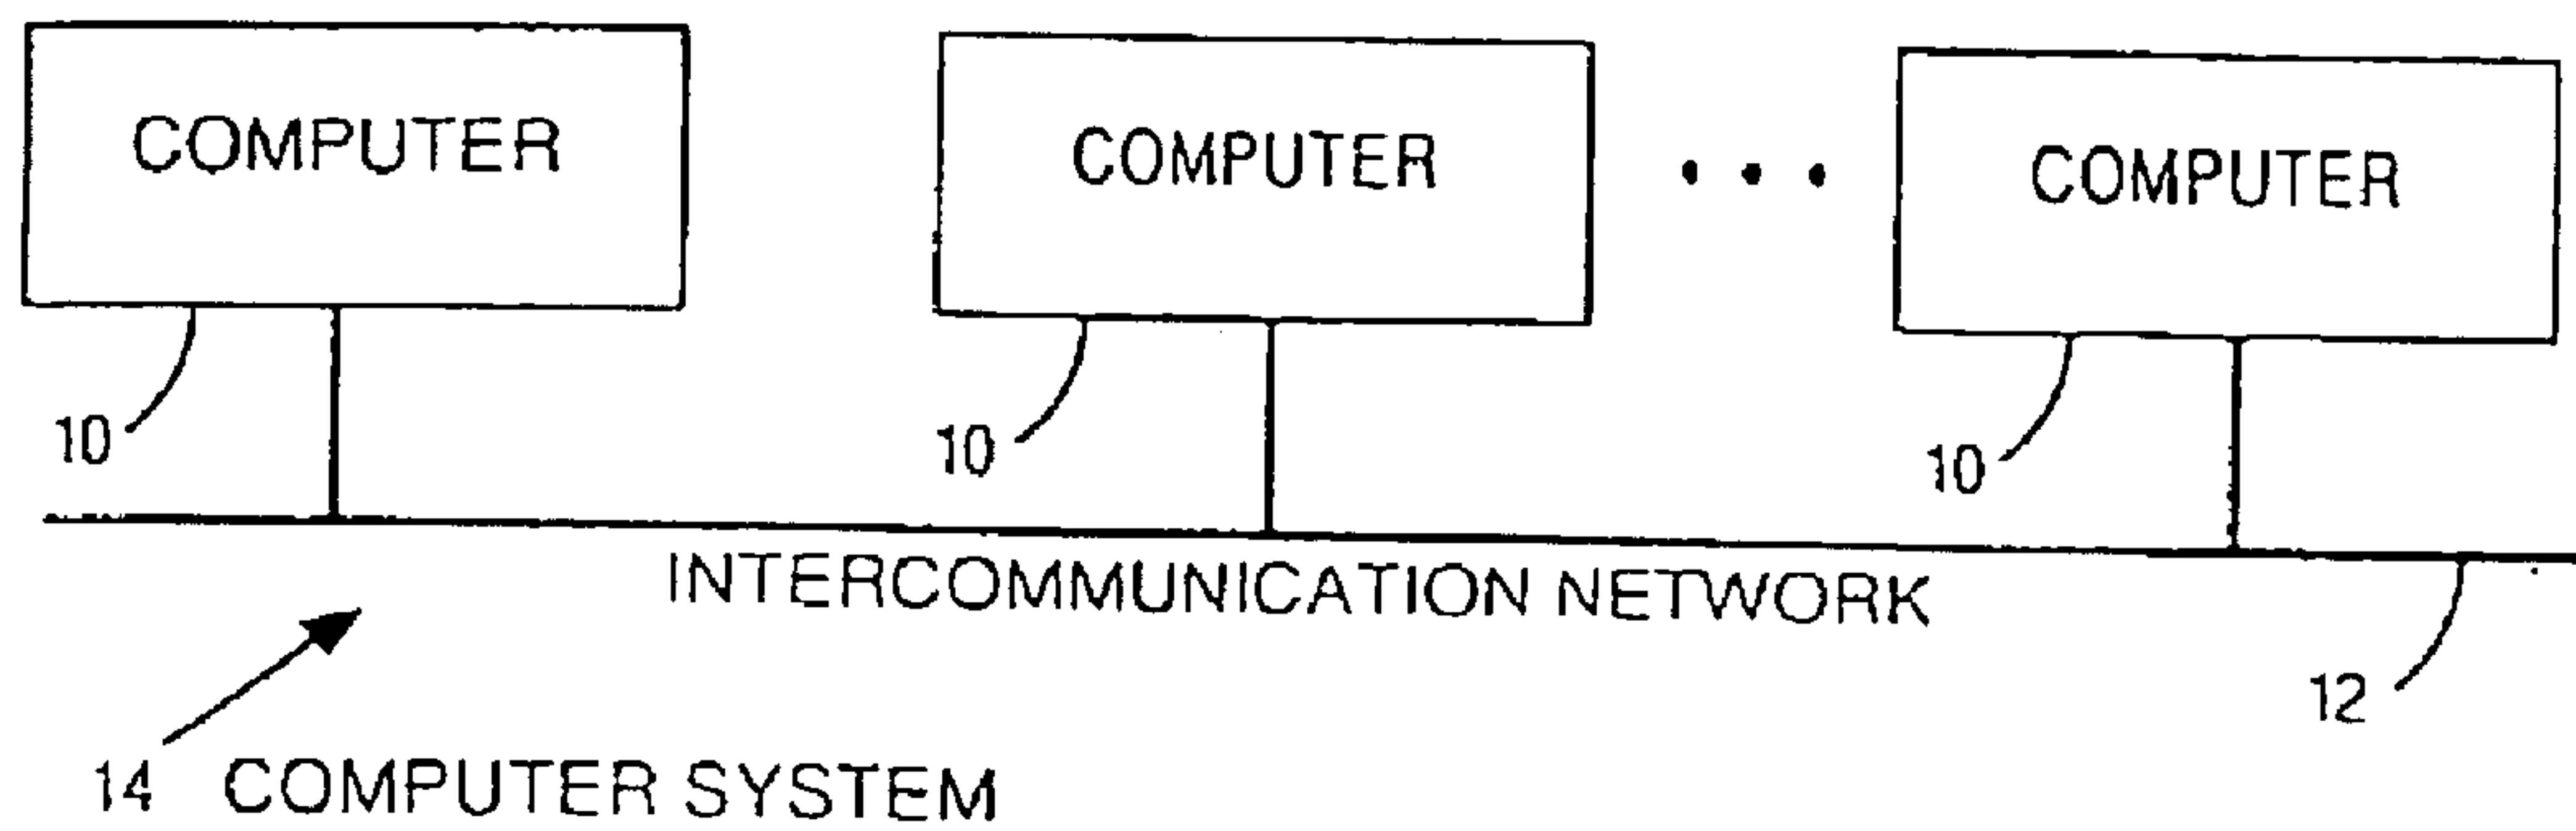 COMPUTER
COMPUTER
• • •
COMPUTER
10
10
10
INTERCOMMUNICATION NETWORK
12
14 COMPUTER SYSTEM